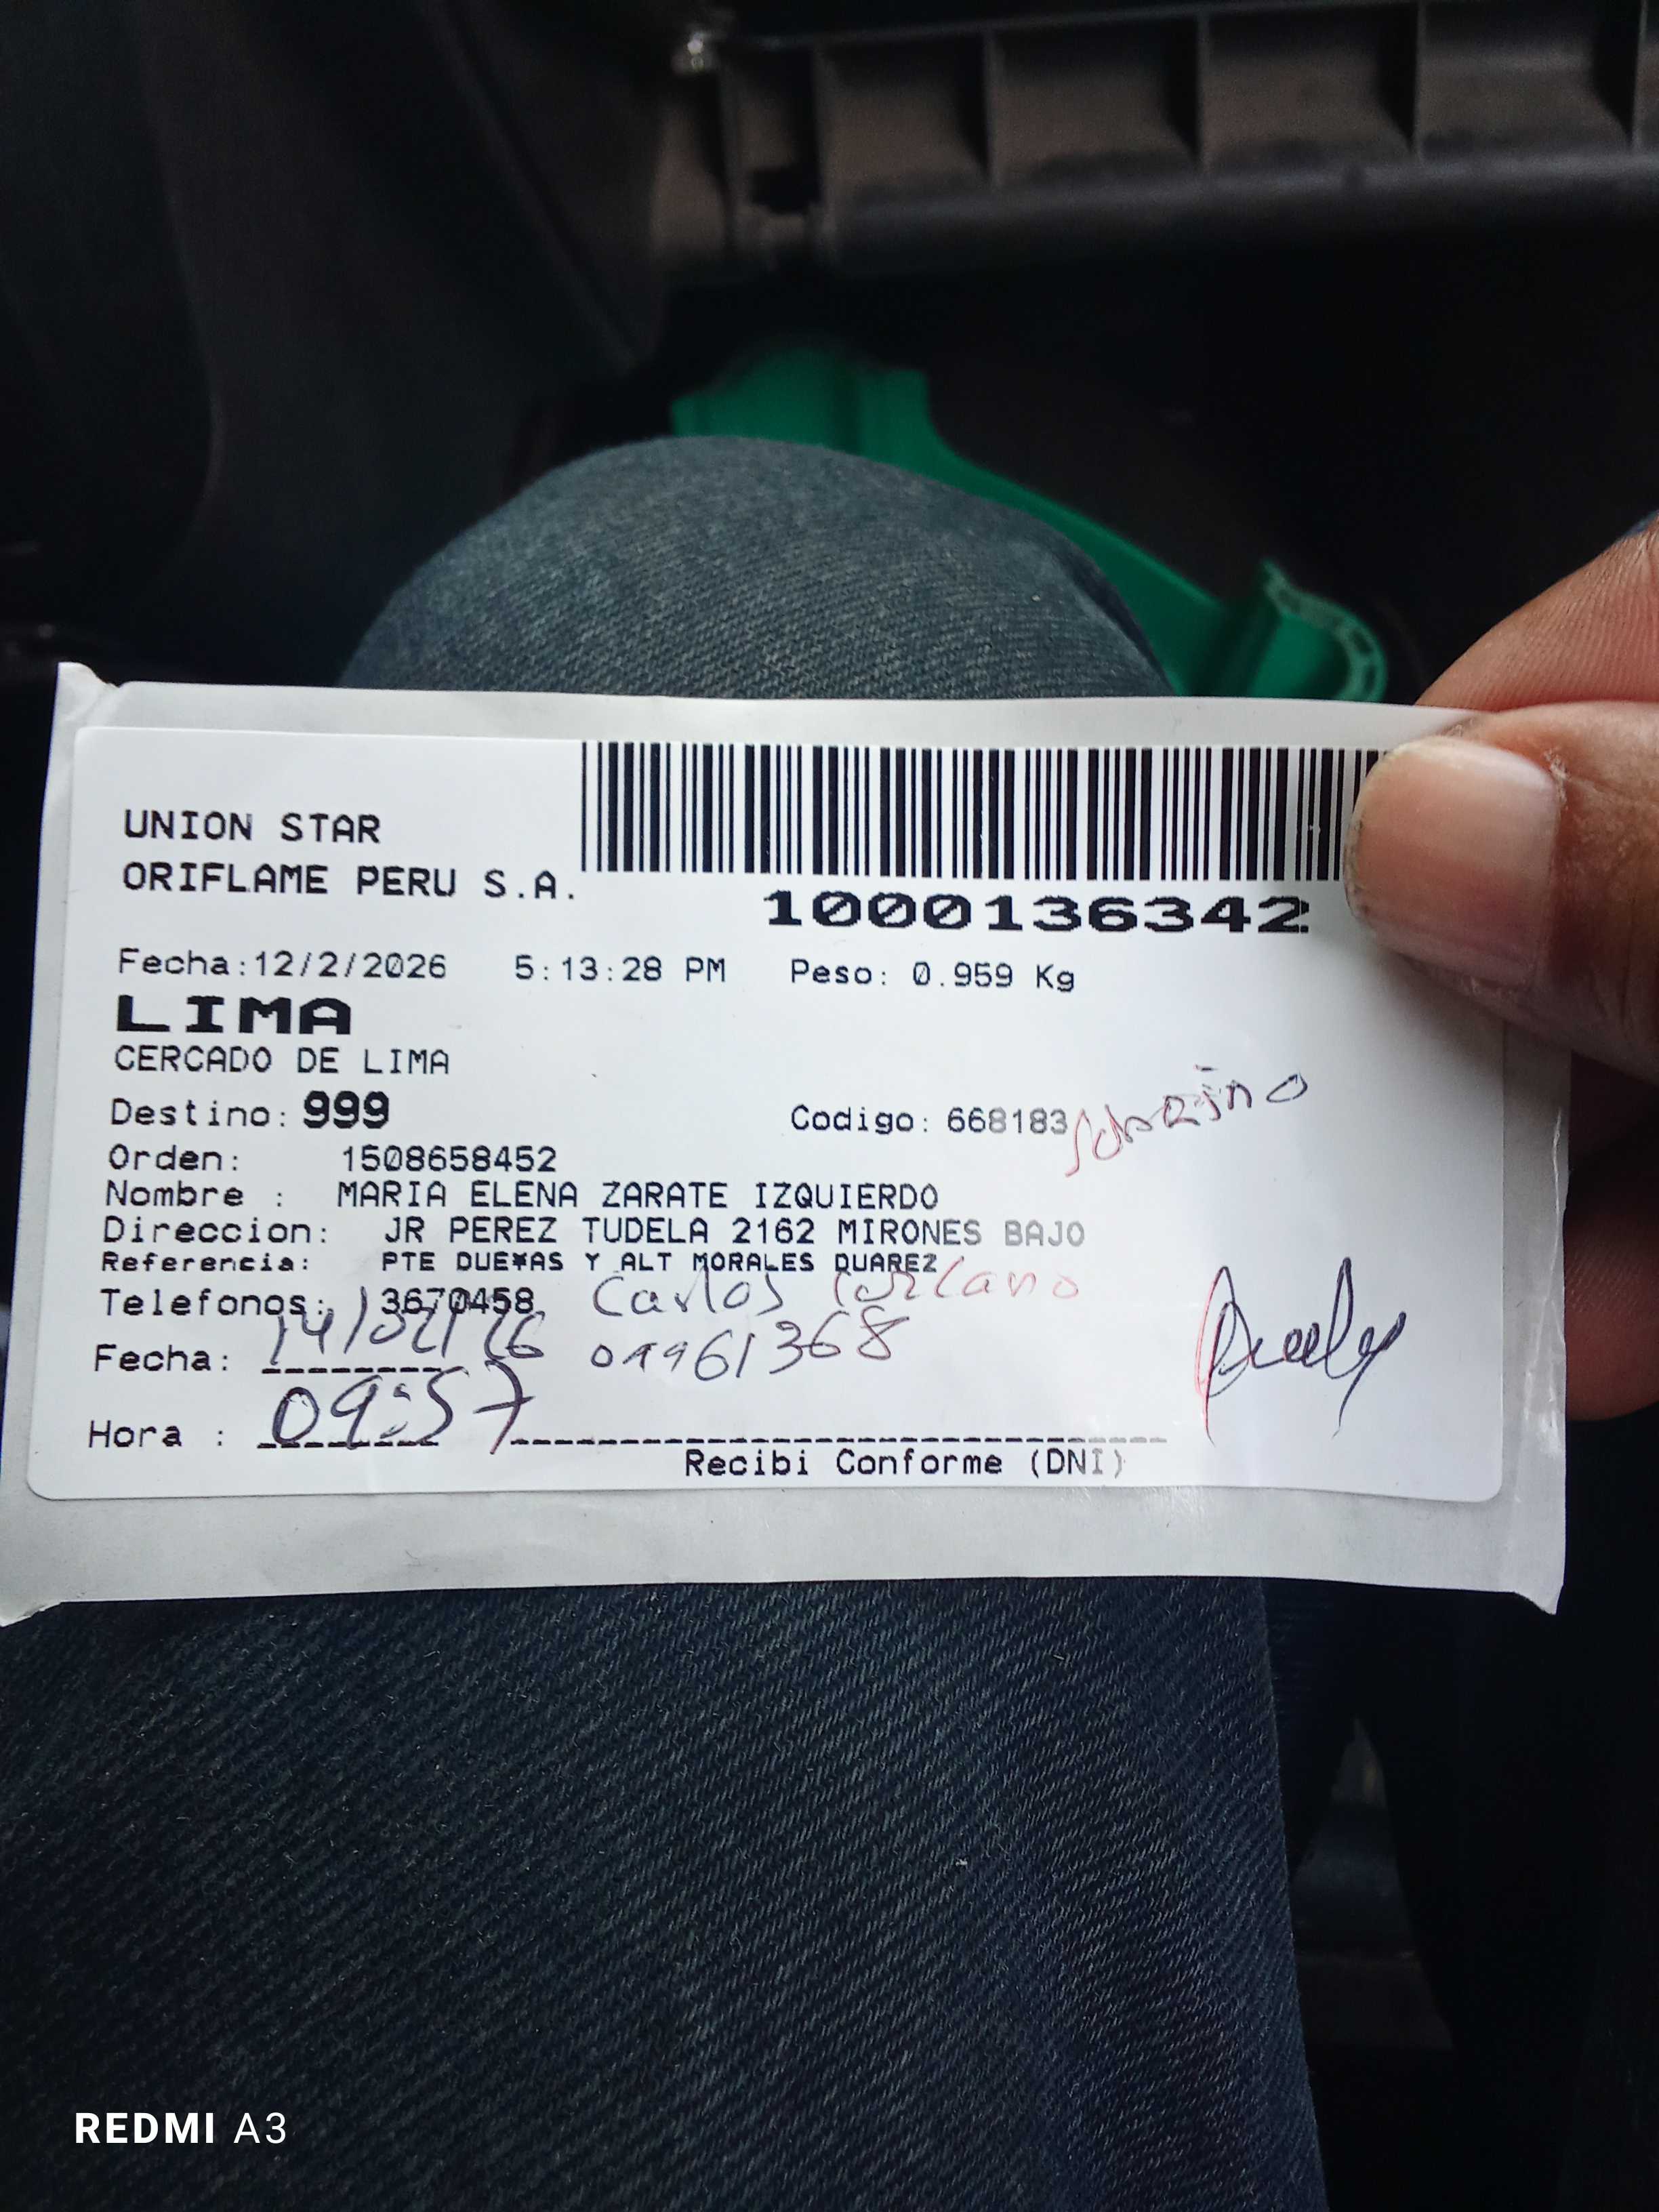 UNION STAR
ORIFLAME PERU S.A.
1000136342
Fecha:12/2/2026 5:13:28 PM Peso: 0.959 Kg
LIMA
CERCADO DE LIMA
Destino: 999 Codigo: 668183 sobrino
Orden: 1508658452
Nombre : MARIA ELENA ZARATE IZQUIERDO
Direccion: JR PEREZ TUDELA 2162 MIRONES BAJO
Referencia: PTE DUE¥AS Y ALT MORALES DUAREZ
Telefonos: 3670458 Carlos
Fecha: 14/02/26
Hora : 09:57
Recibi Conforme (DNI)
REDMI A3